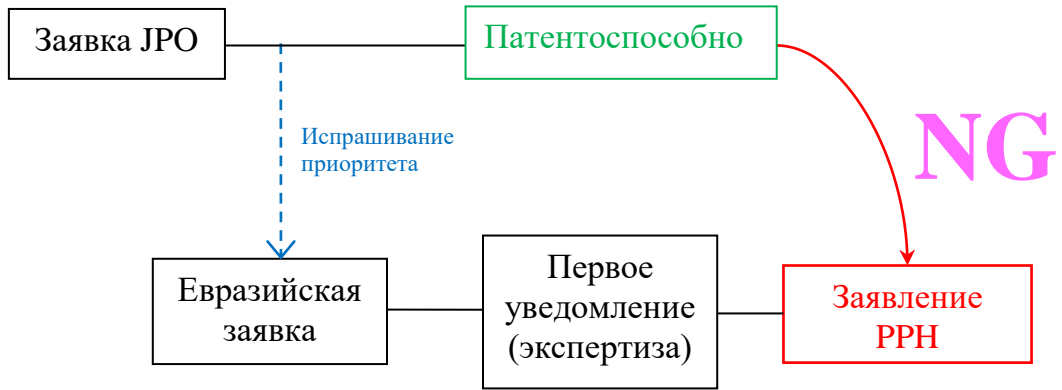 Заявка JPO
Патентоспособно
Испрашивание
приоритета
NG
Евразийская
заявка
Первое
уведомление
(экспертиза)
Заявление
PPH